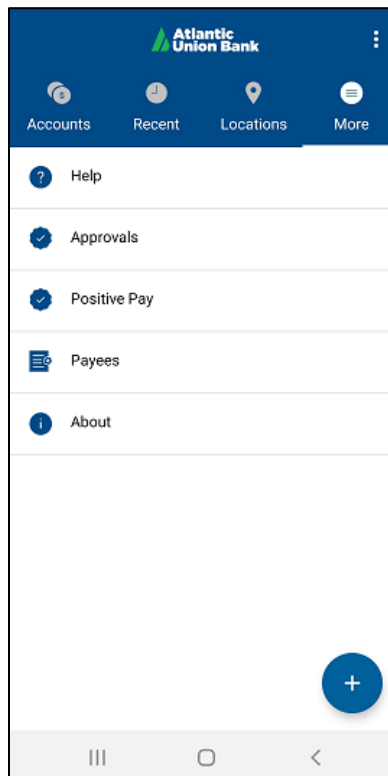 Atlantic
Union Bank
Accounts Recent Locations More
Help
Approvals
Positive Pay
Payees
About